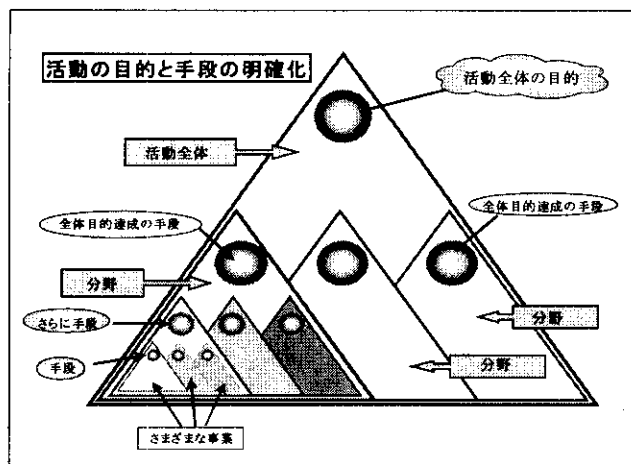 活動の目的と手段の明確化
活動全体の目的
活動全体
全体目的達成の手段
全体目的達成の手段
分野
さらに手段
分野
手段
分野
さまざまな事業